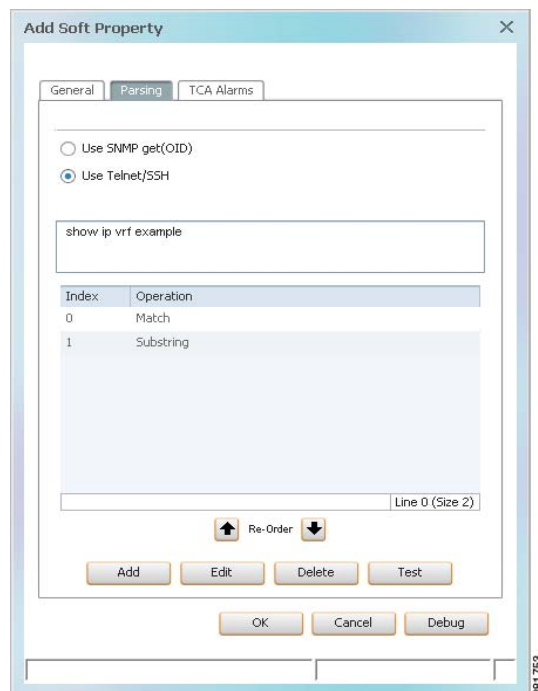 Add Soft Property
General Parsing TCA Alarms
Use SNMP get(OID)
Use Telnet/SSH
show ip vrf example
Index Operation
0 Match
1 Substring
Line 0 (Size 2)
Re-Order
Add Edit Delete Test
OK Cancel Debug